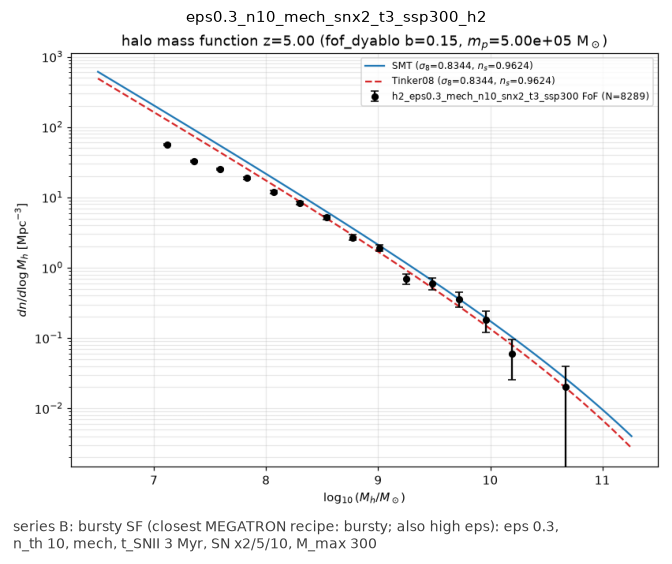 eps0.3_n10_mech_snx2_t3_ssp300_h2
halo mass function z=5.00 (fof_dyablo b=0.15, m_p=5.00e+05 M_⊙)
SMT (σ_8=0.8344, n_s=0.9624)
Tinker08 (σ_8=0.8344, n_s=0.9624)
h2_eps0.3_mech_n10_snx2_t3_ssp300 FoF (N=8289)
dn/dlog M_h [Mpc^{-3}]
10^3
10^2
10^1
10^0
10^{-1}
10^{-2}
7 8 9 10 11
log_{10}(M_h/M_⊙)
series B: bursty SF (closest MEGATRON recipe: bursty; also high eps): eps 0.3,
n_th 10, mech, t_SNII 3 Myr, SN x2/5/10, M_max 300